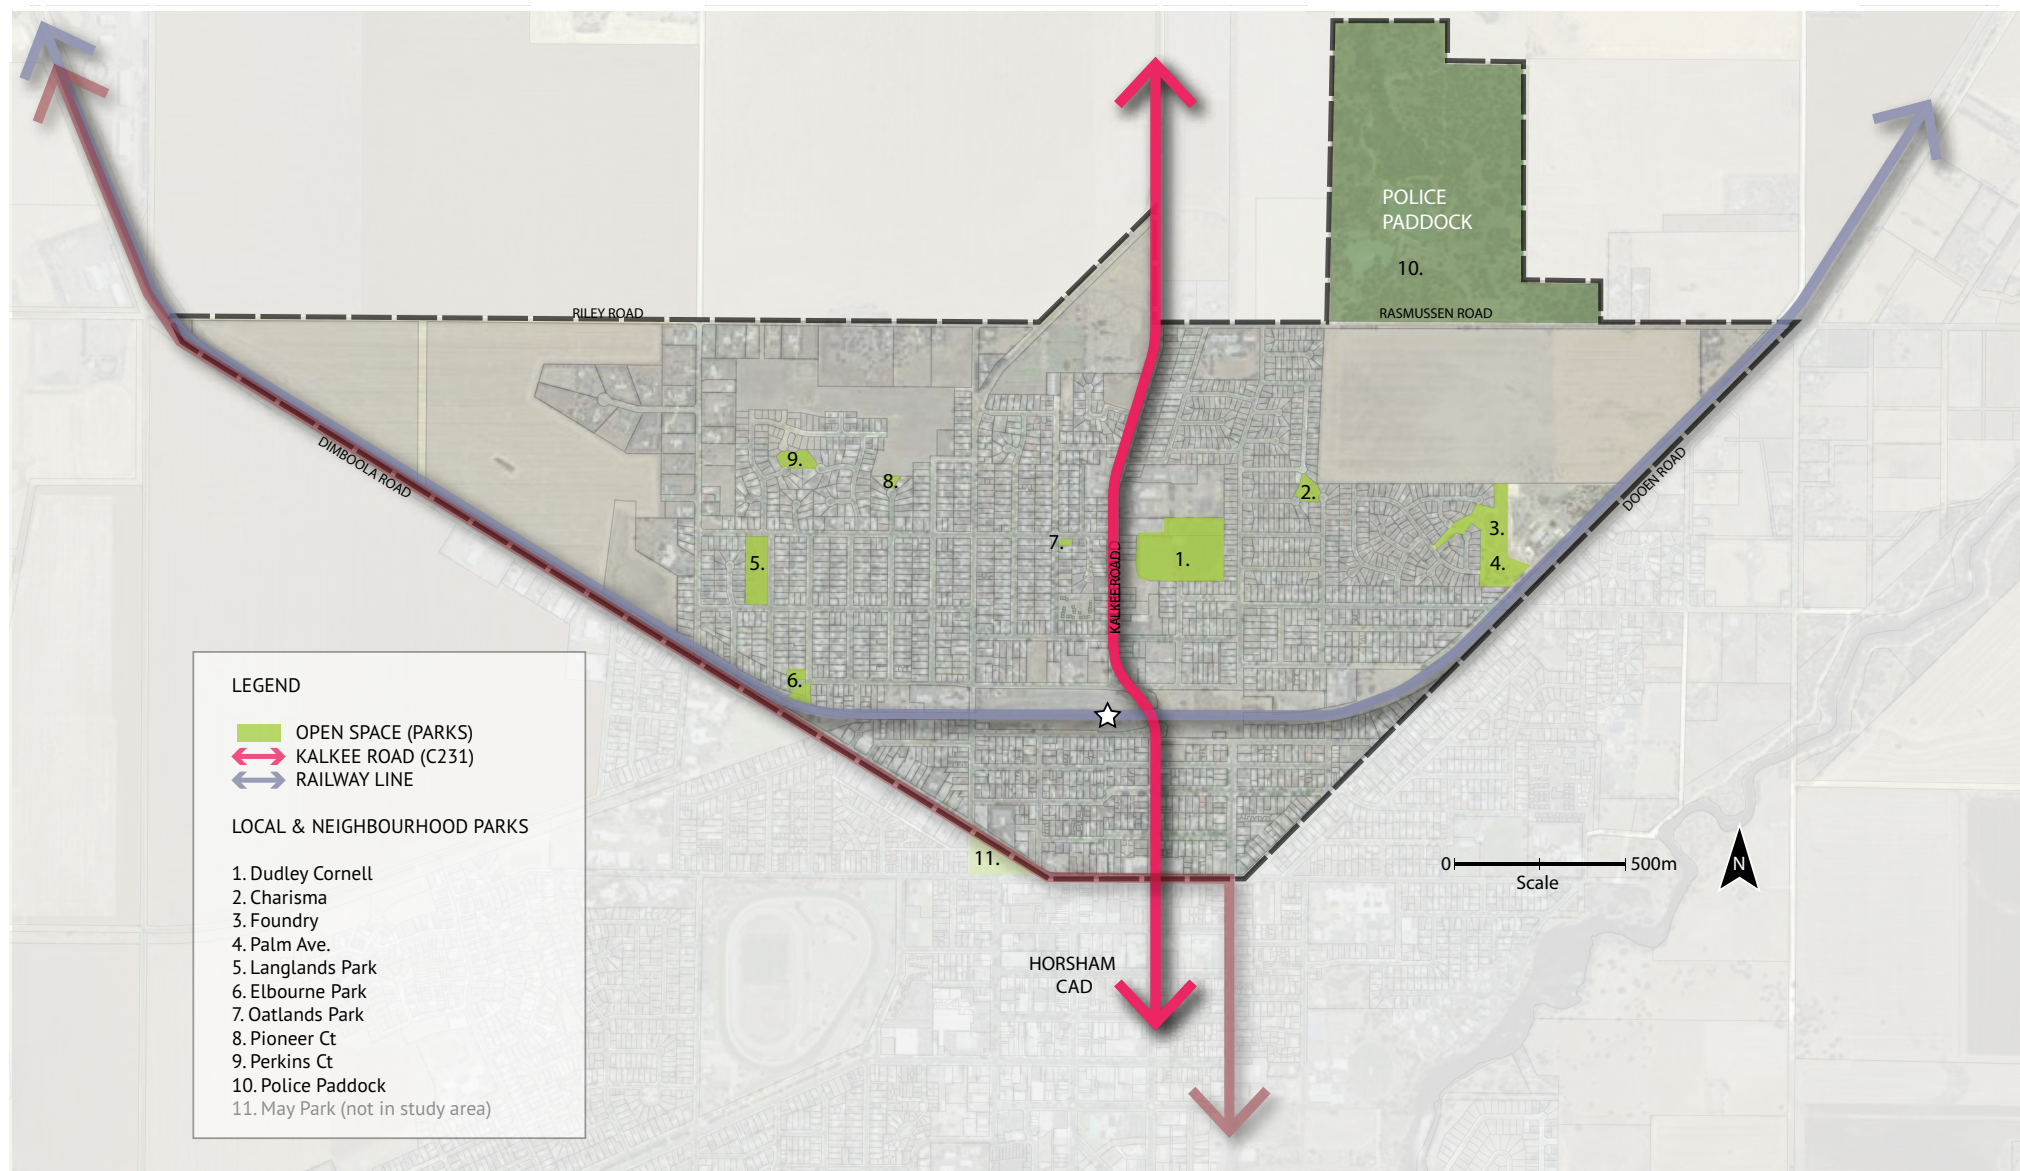 POLICE
PADDOCK
10.
RILEY ROAD
RASMUSSEN ROAD
DIMBOOLA ROAD
DOOEN ROAD
KALKEE ROAD
9.
8.
2.
7.
1.
3.
5.
4.
6.
11.
HORSHAM
CAD
0
500m
Scale
N
LEGEND
OPEN SPACE (PARKS)
KALKEE ROAD (C231)
RAILWAY LINE
LOCAL & NEIGHBOURHOOD PARKS
1. Dudley Cornell
2. Charisma
3. Foundry
4. Palm Ave.
5. Langlands Park
6. Elbourne Park
7. Oatlands Park
8. Pioneer Ct
9. Perkins Ct
10. Police Paddock
11. May Park (not in study area)